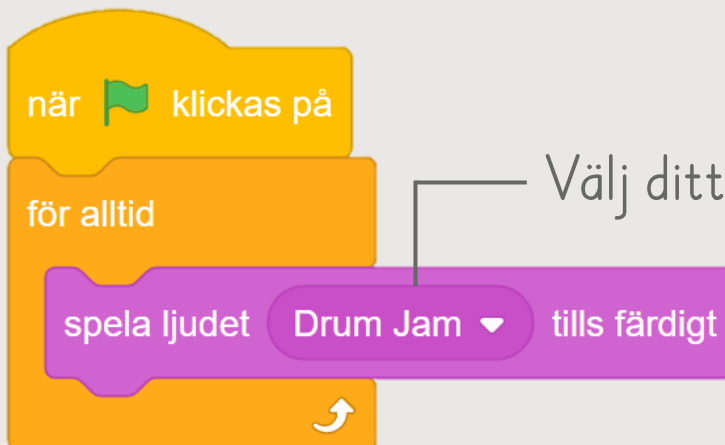 när klickas på
Välj ditt
för alltid
spela ljudet Drum Jam tills färdigt